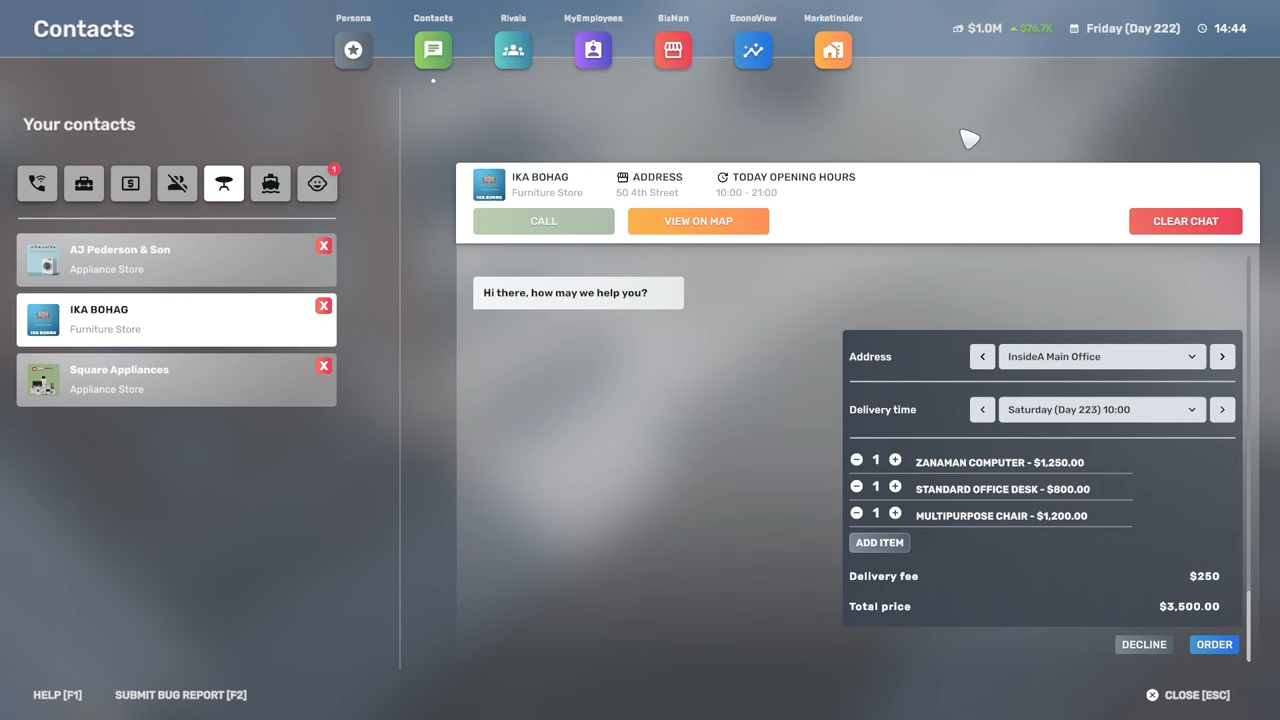 Contacts
Persona
Contacts
Rivals
MyEmployees
BizMan
EconoView
MarketInsider
$1.0M
$76.7K
Friday (Day 222)
14:44
Your contacts
1
AJ Pederson & Son
Appliance Store
X
IKA BOHAG
Furniture Store
X
Square Appliances
Appliance Store
X
IKA BOHAG
Furniture Store
ADDRESS
50 4th Street
TODAY OPENING HOURS
10:00 - 21:00
CALL
VIEW ON MAP
CLEAR CHAT
Hi there, how may we help you?
Address
< InsideA Main Office >
Delivery time
< Saturday (Day 223) 10:00 >
1 ZANAMAN COMPUTER - $1,250.00
1 STANDARD OFFICE DESK - $800.00
1 MULTIPURPOSE CHAIR - $1,200.00
ADD ITEM
Delivery fee $250
Total price $3,500.00
DECLINE
ORDER
HELP [F1]
SUBMIT BUG REPORT [F2]
CLOSE [ESC]